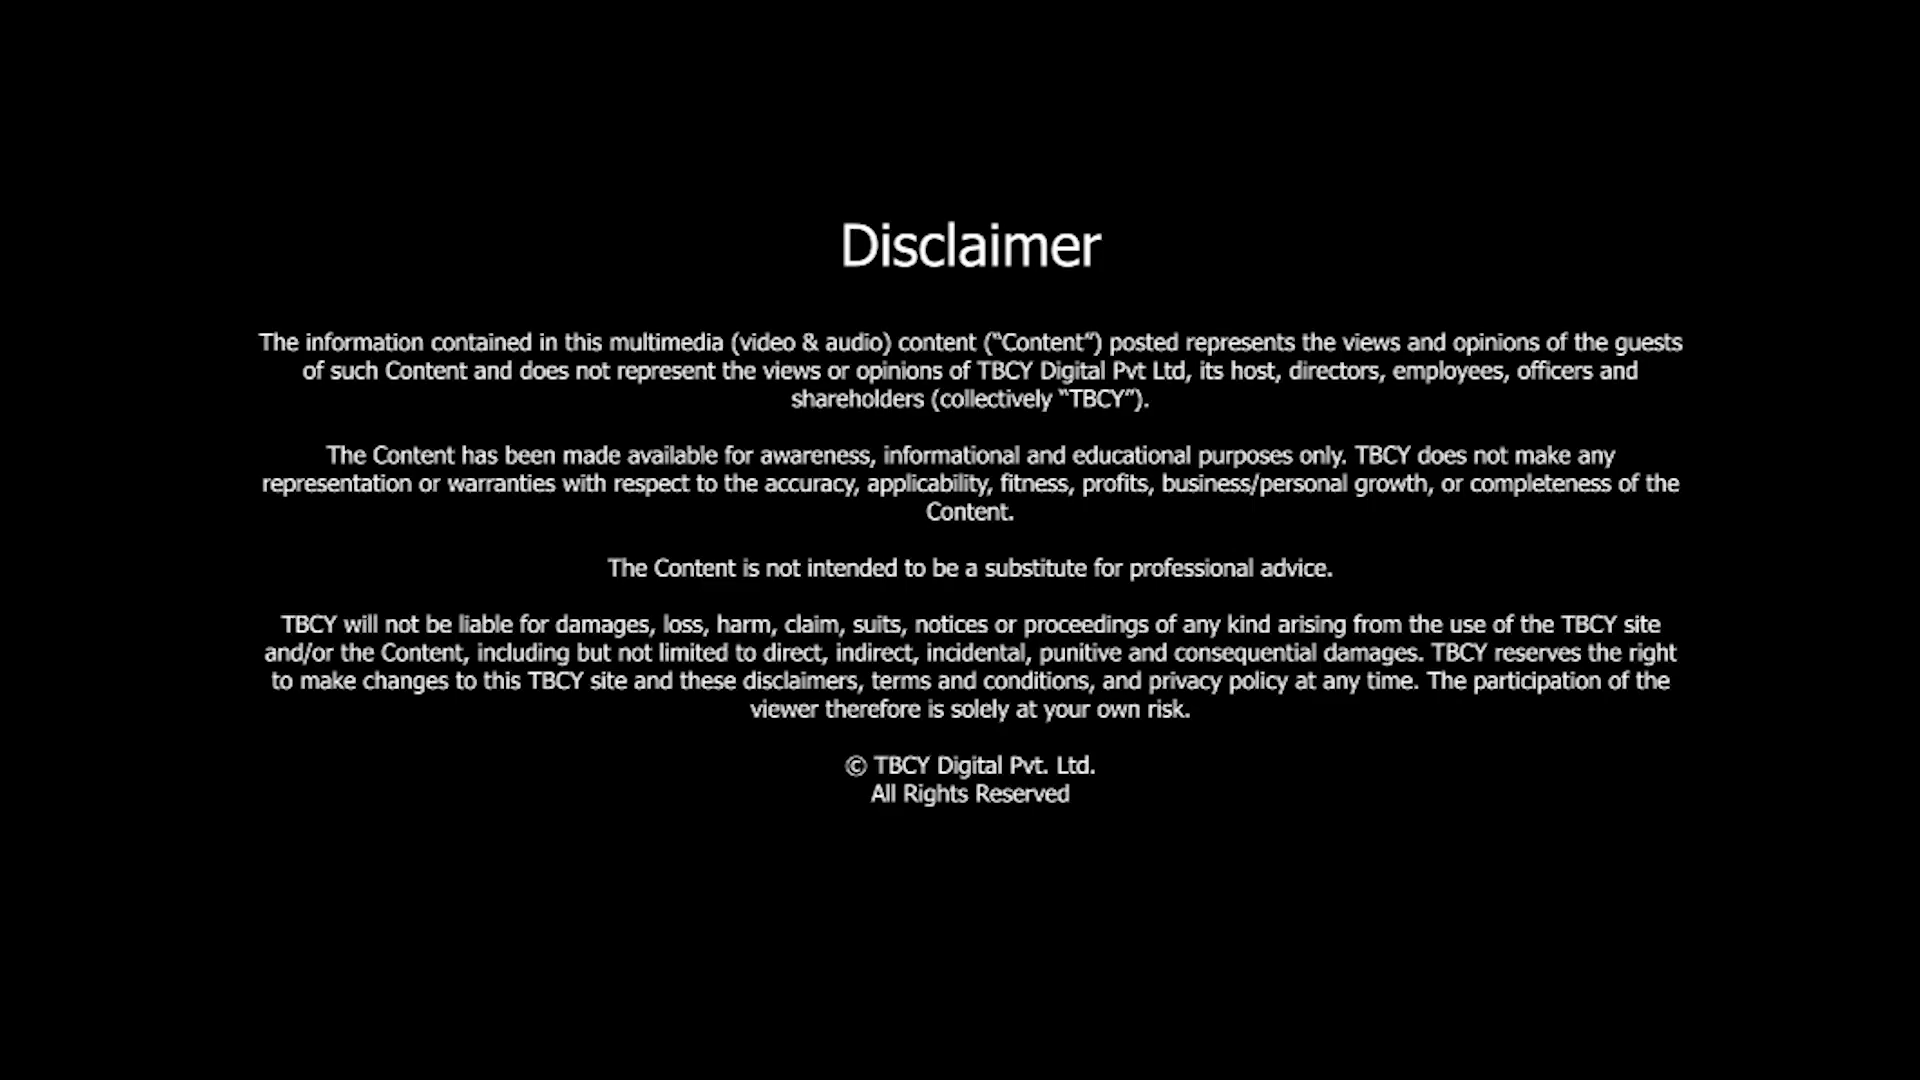 Disclaimer
The information contained in this multimedia (video & audio) content (“Content”) posted represents the views and opinions of the guests
of such Content and does not represent the views or opinions of TBCY Digital Pvt Ltd, its host, directors, employees, officers and
shareholders (collectively “TBCY”).
The Content has been made available for awareness, informational and educational purposes only. TBCY does not make any
representation or warranties with respect to the accuracy, applicability, fitness, profits, business/personal growth, or completeness of the
Content.
The Content is not intended to be a substitute for professional advice.
TBCY will not be liable for damages, loss, harm, claim, suits, notices or proceedings of any kind arising from the use of the TBCY site
and/or the Content, including but not limited to direct, indirect, incidental, punitive and consequential damages. TBCY reserves the right
to make changes to this TBCY site and these disclaimers, terms and conditions, and privacy policy at any time. The participation of the
viewer therefore is solely at your own risk.
© TBCY Digital Pvt. Ltd.
All Rights Reserved